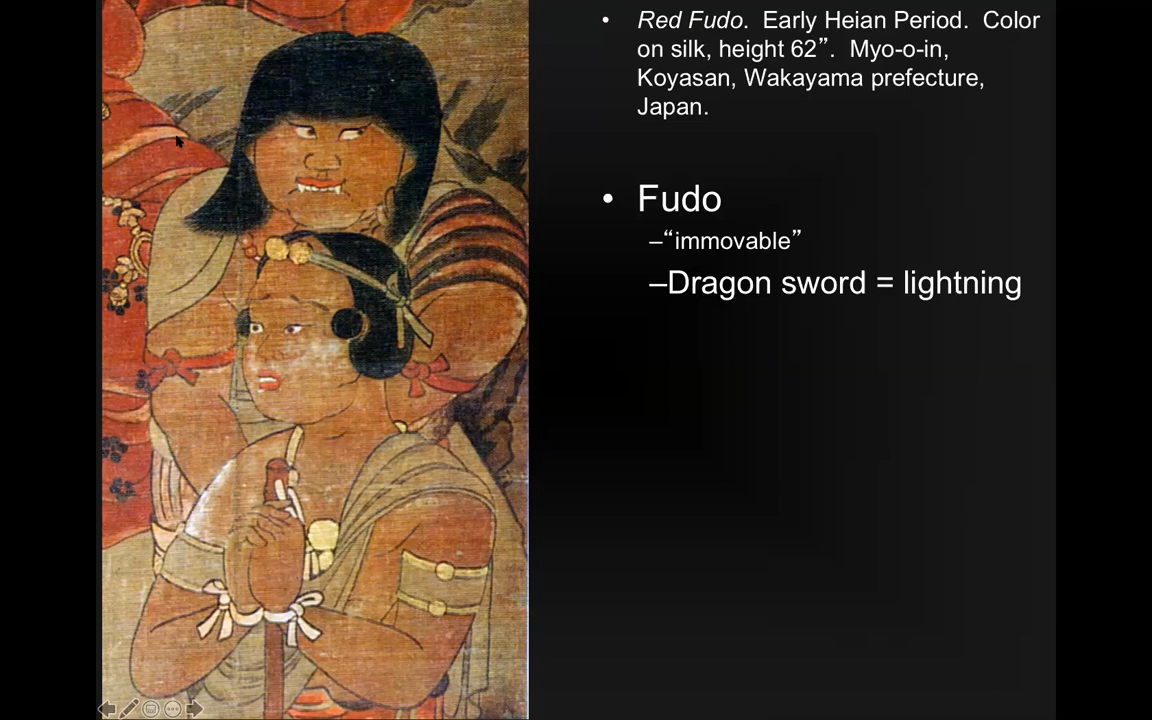 • Red Fudo.  Early Heian Period.  Color
on silk, height 62”.  Myo-o-in,
Koyasan, Wakayama prefecture,
Japan.
• Fudo
–“immovable”
–Dragon sword = lightning